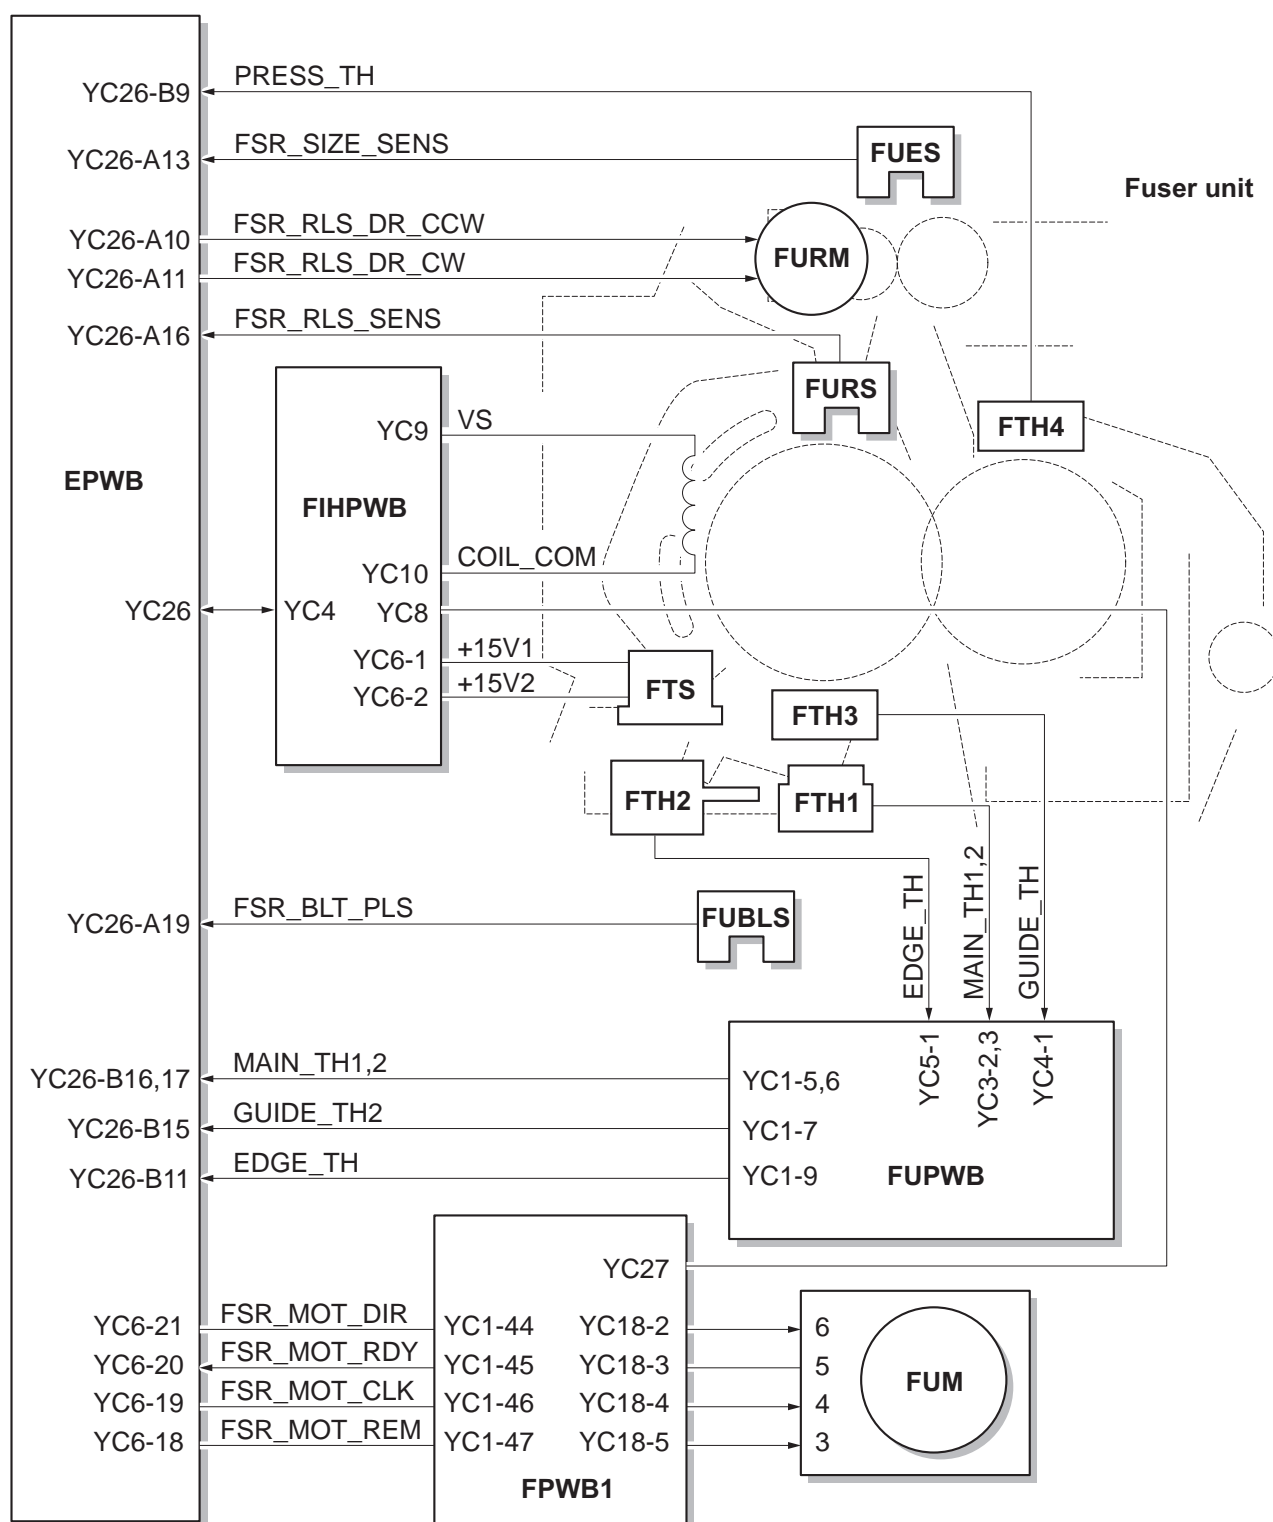 YC26-B9 PRESS_TH
YC26-A13 FSR_SIZE_SENS FUES
Fuser unit
YC26-A10 FSR_RLS_DR_CCW
YC26-A11 FSR_RLS_DR_CW
FURM
YC26-A16 FSR_RLS_SENS
FURS
FTH4
YC9 VS
EPWB
FIHPWB
YC10 COIL_COM
YC26 YC4 YC8
YC6-1 +15V1
YC6-2 +15V2
FTS
FTH3
FTH2
FTH1
YC26-A19 FSR_BLT_PLS FUBLS
EDGE_TH
MAIN_TH1,2
GUIDE_TH
YC5-1
YC3-2,3
YC4-1
YC26-B16,17 MAIN_TH1,2 YC1-5,6
YC26-B15 GUIDE_TH2 YC1-7
YC26-B11 EDGE_TH YC1-9
FUPWB
YC27
YC6-21 FSR_MOT_DIR YC1-44 YC18-2 6
YC6-20 FSR_MOT_RDY YC1-45 YC18-3 5
YC6-19 FSR_MOT_CLK YC1-46 YC18-4 4
YC6-18 FSR_MOT_REM YC1-47 YC18-5 3
FUM
FPWB1